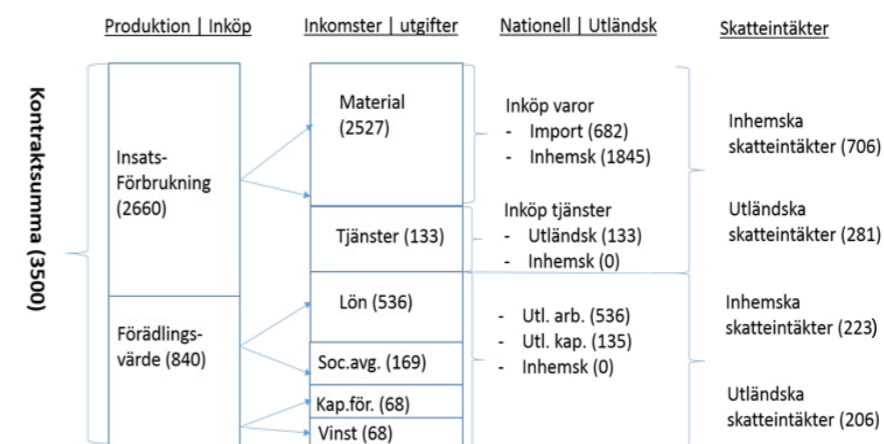 Produktion | Inköp
Inkomster | utgifter
Nationell | Utländsk
Skatteintäkter
Kontraktsumma (3500)
Insats-
Förbrukning
(2660)
Förädlings-
värde (840)
Material
(2527)
Tjänster (133)
Lön (536)
Soc.avg. (169)
Kap.för. (68)
Vinst (68)
Inköp varor
- Import (682)
- Inhemsk (1845)
Inköp tjänster
- Utländsk (133)
- Inhemsk (0)
- Utl. arb. (536)
- Utl. kap. (135)
- Inhemsk (0)
Inhemska
skatteintäkter (706)
Utländska
skatteintäkter (281)
Inhemska
skatteintäkter (223)
Utländska
skatteintäkter (206)